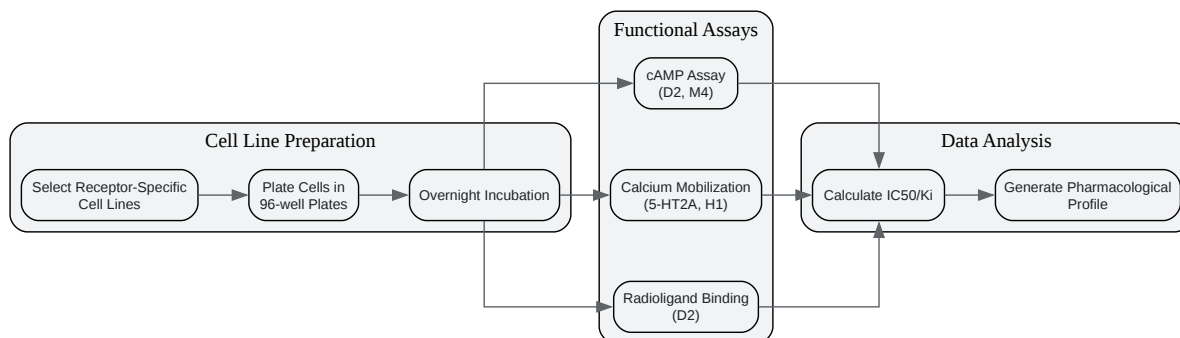 Cell Line Preparation
Select Receptor-Specific
Cell Lines
Plate Cells in
96-well Plates
Overnight Incubation
Functional Assays
cAMP Assay
(D2, M4)
Calcium Mobilization
(5-HT2A, H1)
Radioligand Binding
(D2)
Data Analysis
Calculate IC50/Ki
Generate Pharmacological
Profile